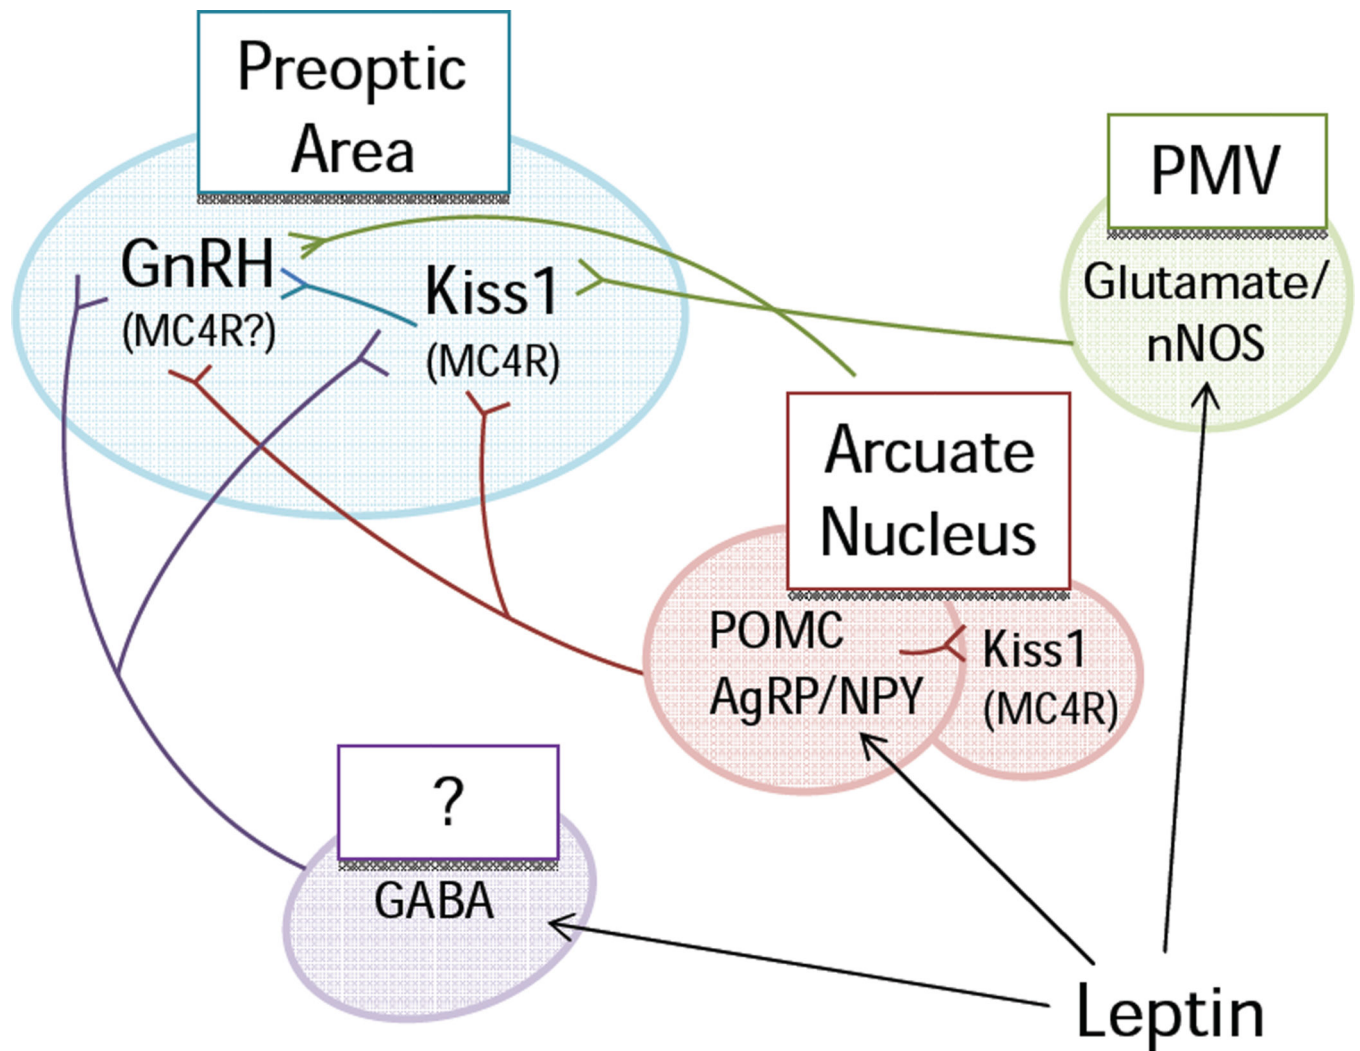 Preoptic
Area
GnRH
(MC4R?)
Kiss1
(MC4R)
PMV
Glutamate/
nNOS
Arcuate
Nucleus
POMC
AgRP/NPY
Kiss1
(MC4R)
?
GABA
Leptin